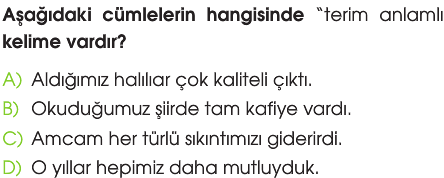 Aşağıdaki cümlelerin hangisinde “terim anlamlı
kelime vardır?
A) Aldığımız halılıar çok kaliteli çıktı.
B) Okuduğumuz şiirde tam kafiye vardı.
C) Amcam her türlü sıkıntımızı giderirdi.
D) O yıllar hepimiz daha mutluyduk.